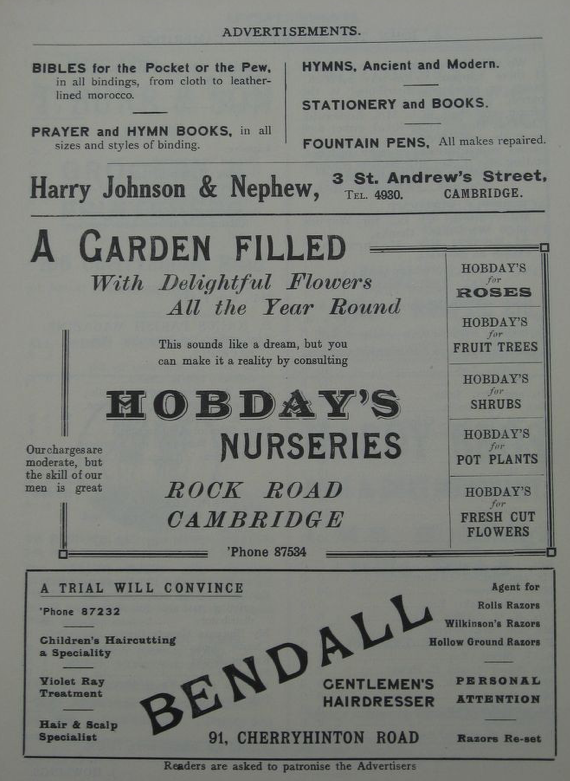 ADVERTISEMENTS.
BIBLES for the Pocket or the Pew,
in all bindings, from cloth to leather-
lined morocco.
PRAYER and HYMN BOOKS, in all
sizes and styles of binding.
HYMNS, Ancient and Modern.
STATIONERY and BOOKS.
FOUNTAIN PENS, All makes repaired.
Harry Johnson & Nephew,
3 St. Andrew's Street,
TEL. 4930. CAMBRIDGE.
A GARDEN FILLED
With Delightful Flowers
All the Year Round
This sounds like a dream, but you
can make it a reality by consulting
HOBDAY'S
NURSERIES
Our charges are
moderate, but
the skill of our
men is great
ROCK ROAD
CAMBRIDGE
'Phone 87534
HOBDAY'S
for
ROSES
HOBDAY'S
for
FRUIT TREES
HOBDAY'S
for
SHRUBS
HOBDAY'S
for
POT PLANTS
HOBDAY'S
for
FRESH CUT
FLOWERS
A TRIAL WILL CONVINCE
'Phone 87232
Children's Haircutting
a Speciality
Violet Ray
Treatment
Hair & Scalp
Specialist
BENDALL
GENTLEMEN'S
HAIRDRESSER
91, CHERRYHINTON ROAD
Agent for
Rolls Razors
Wilkinson's Razors
Hollow Ground Razors
PERSONAL
ATTENTION
Razors Re-set
Readers are asked to patronise the Advertisers